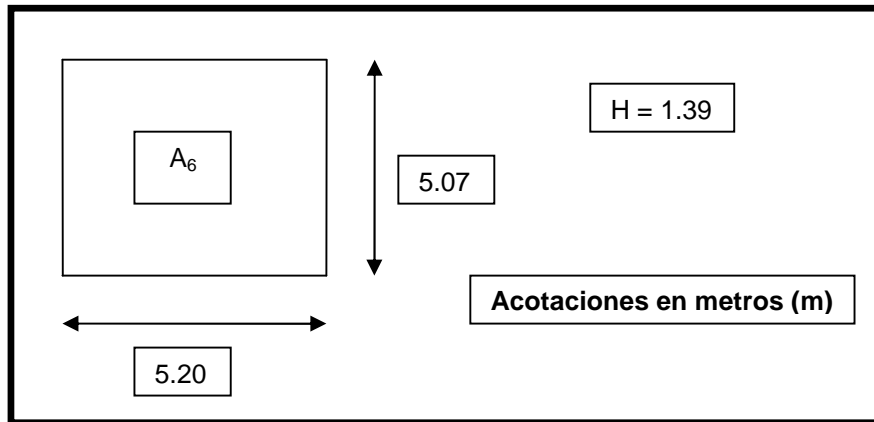 H = 1.39
A₆
5.07
Acotaciones en metros (m)
5.20